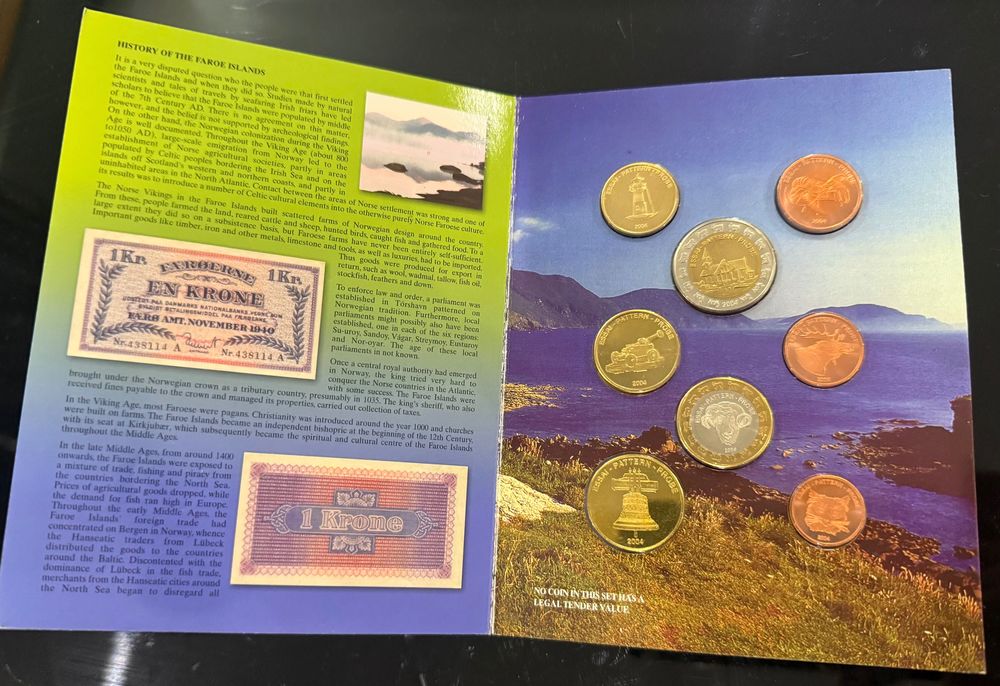 HISTORY OF THE FAROE ISLANDS
It is a very disputed question who the people were that first settled
the Faroe Islands and when they did so. Studies made by natural
scientists and tales of travels by seafaring Irish friars have led
scholars to believe that the Faroe Islands were populated by middle
of the 7th Century AD. There is no agreement on this matter,
however, and the belief is not supported by archeological findings.
On the other hand, the Norwegian colonization during the Viking
Age is well documented. Throughout the Viking Age (about 800
to1030 AD), large-scale emigration from Norway led to the
establishment of Norse agricultural societies, partly in areas
populated by Celtic peoples bordering the Irish Sea and on the
islands off Scotland's western and northern coasts, and partly in
uninhabited areas in the North Atlantic. Contact between the areas of Norse settlement was strong and one of
its results was to introduce a number of Celtic cultural elements into the otherwise purely Norse Faroese culture.
The Norse Vikings in the Faroe Islands built scattered farms of Norwegian design around the country.
From these, people farmed the land, reared cattle and sheep, hunted birds, caught fish and gathered food. To a
large extent they did so on a subsistence basis, but Faroese farms have never been entirely self-sufficient.
Important goods like timber, iron and other metals, limestone and tools, as well as luxuries, had to be imported.
Thus goods were produced for export in
return, such as wool, wadmal, tallow, fish oil,
stockfish, feathers and down.
To enforce law and order, a parliament was
established in Tórshavn patterned on
Norwegian tradition. Furthermore, local
parliaments might possibly also have been
established, one in each of the six regions:
Su-uroy, Sandoy, Vágar, Streymoy, Eusturoy
and Nor-oyar. The age of these local
parliaments in not known.
Once a central royal authority had emerged
in Norway, the king tried very hard to
conquer the Norse countries in the Atlantic,
with some success. The Faroe Islands were
brought under the Norwegian crown as a tributary country, presumably in 1035. The king's sheriff, who also
received fines payable to the crown and managed its properties, carried out collection of taxes.
In the Viking Age, most Faroese were pagans. Christianity was introduced around the year 1000 and churches
were built on farms. The Faroe Islands became an independent bishopric at the beginning of the 12th Century,
with its seat at Kirkjubær, which subsequently became the spiritual and cultural centre of the Faroe Islands
throughout the Middle Ages.
In the late Middle Ages, from around 1400
onwards, the Faroe Islands were exposed to
a mixture of trade, fishing and piracy from
the countries bordering the North Sea.
Prices of agricultural goods dropped, while
the demand for fish ran high in Europe.
Throughout the early Middle Ages, the
Faroe Islands' foreign trade had
concentrated on Bergen in Norway, whence
the Hanseatic traders from Lübeck
distributed the goods to the countries
around the Baltic. Discontented with the
dominance of Lübeck in the fish trade,
merchants from the Hanseatic cities around
the North Sea began to disregard all
1 Kr. 1 Kr.
FÆRØERNE
EN KRONE
FÆRØ AMT, NOVEMBER 1940
Nr. 438114 A Nr. 438114 A
1 Krone
ESSAI - PATTERN - PROBE
2004
2004
ESSAI - PATTERN - PROBE
2004
ESSAI - PATTERN - PROBE
2004
ESSAI - PATTERN - PROBE
2004
ESSAI - PATTERN - PROBE
2004
ESSAI - PATTERN - PROBE
2004
2004
NO COIN IN THIS SET HAS A
LEGAL TENDER VALUE